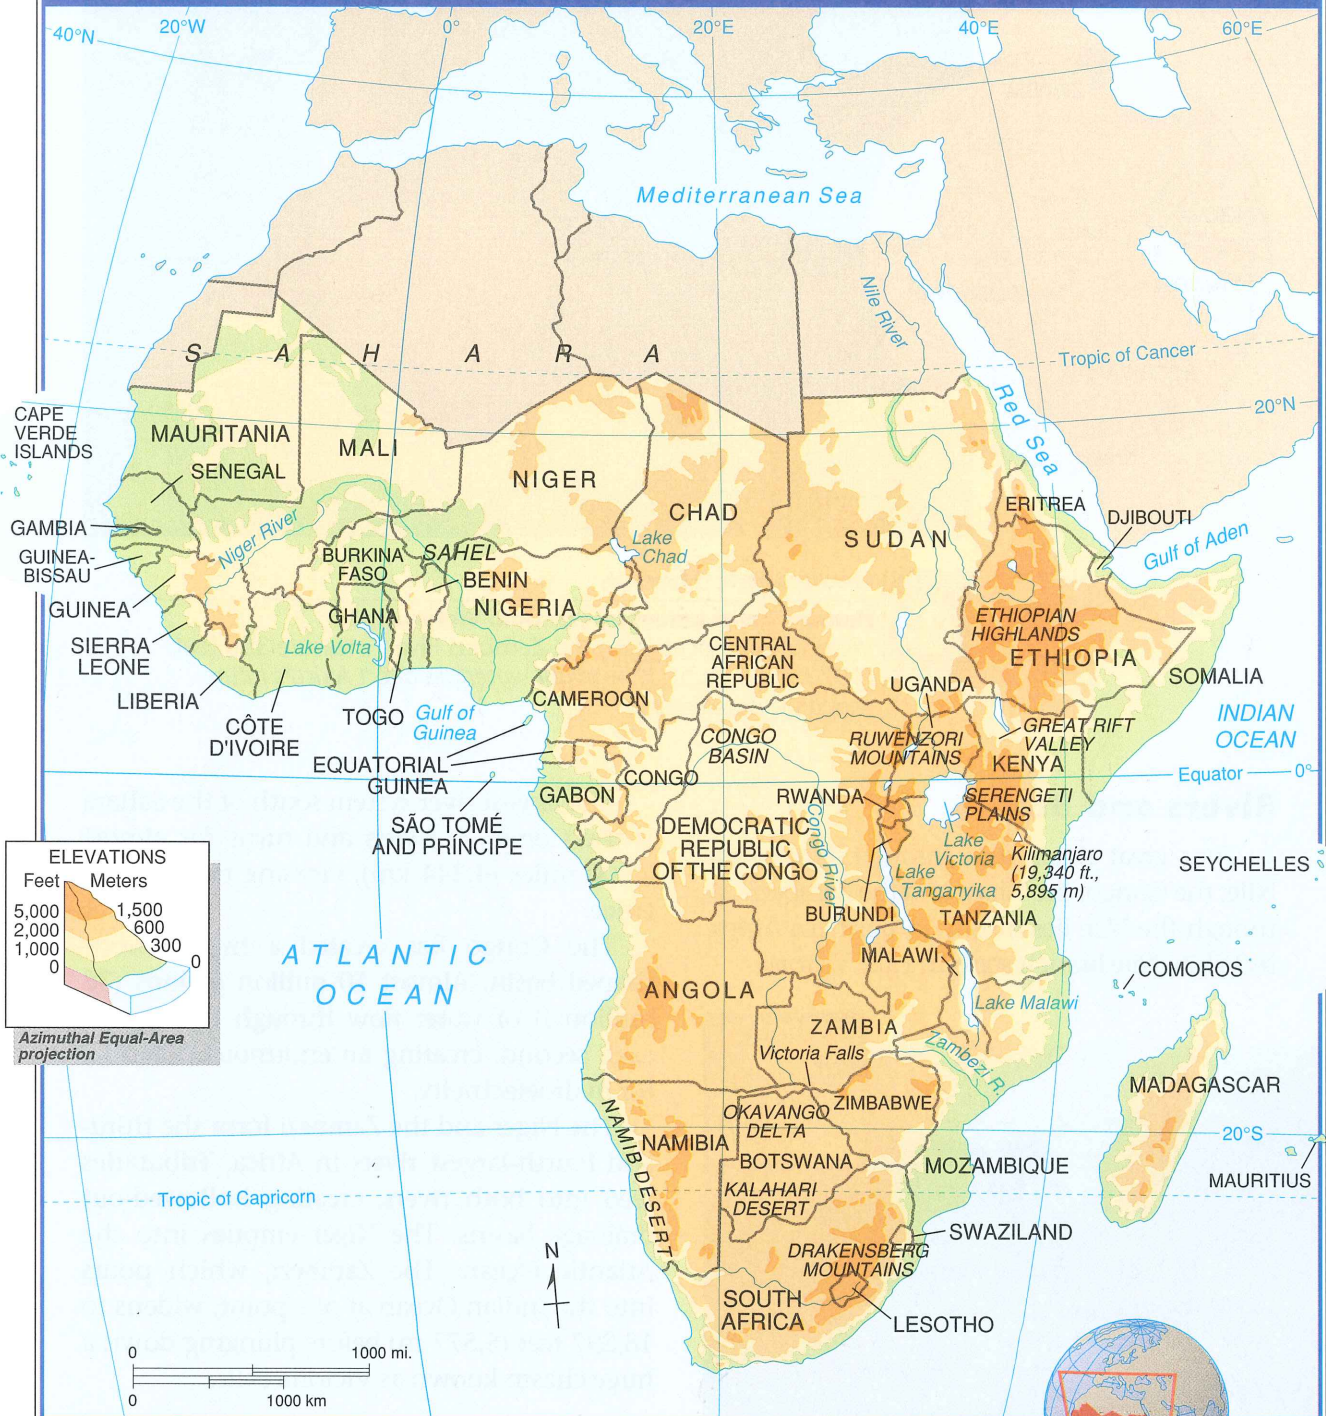 40°N
20°W
0°
20°E
40°E
60°E
Mediterranean Sea
Nile River
Tropic of Cancer
S A H A R A
Red Sea
20°N
CAPE
VERDE
ISLANDS
MAURITANIA
MALI
NIGER
CHAD
SUDAN
ERITREA
DJIBOUTI
Gulf of Aden
SENEGAL
GAMBIA
GUINEA-
BISSAU
GUINEA
SIERRA
LEONE
LIBERIA
CÔTE
D'IVOIRE
Niger River
BURKINA
FASO
SAHEL
BENIN
NIGERIA
GHANA
Lake Volta
TOGO
Gulf of
Guinea
Lake
Chad
ETHIOPIAN
HIGHLANDS
ETHIOPIA
SOMALIA
CENTRAL
AFRICAN
REPUBLIC
CAMEROON
UGANDA
INDIAN
OCEAN
GREAT RIFT
VALLEY
CONGO
BASIN
RUWENZORI
MOUNTAINS
KENYA
EQUATORIAL
GUINEA
CONGO
GABON
Equator
0°
RWANDA
SERENGETI
PLAINS
SÃO TOMÉ
AND PRÍNCIPE
DEMOCRATIC
REPUBLIC
OF THE CONGO
Congo River
Lake
Victoria
Kilimanjaro
(19,340 ft.,
5,895 m)
Lake
Tanganyika
SEYCHELLES
BURUNDI
TANZANIA
ELEVATIONS
Feet Meters
5,000 1,500
2,000 600
1,000 300
0 0
Azimuthal Equal-Area
projection
ATLANTIC
OCEAN
MALAWI
COMOROS
ANGOLA
Lake Malawi
ZAMBIA
Victoria Falls
Zambezi R.
MADAGASCAR
ZIMBABWE
OKAVANGO
DELTA
NAMIB DESERT
NAMIBIA
BOTSWANA
20°S
MOZAMBIQUE
MAURITIUS
Tropic of Capricorn
KALAHARI
DESERT
SWAZILAND
DRAKENSBERG
MOUNTAINS
SOUTH
AFRICA
LESOTHO
N
0 1000 mi.
0 1000 km